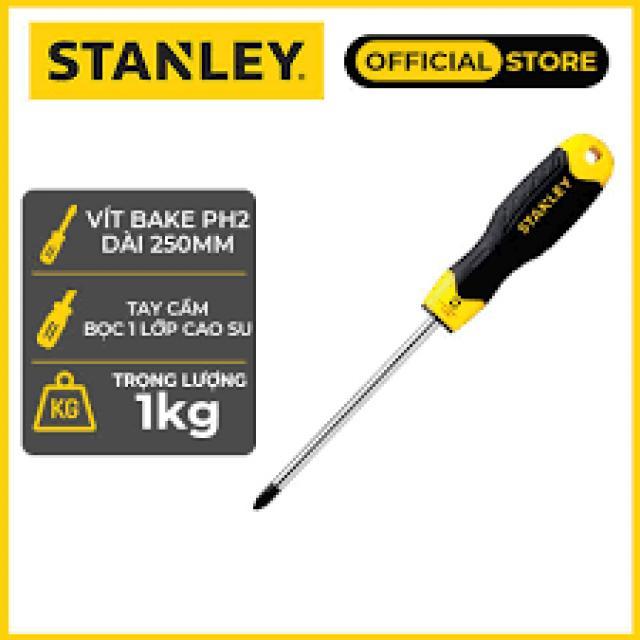 STANLEY.
OFFICIAL STORE
VÍT BAKE PH2
DÀI 250MM
TAY CẦM
BỌC 1 LỚP CAO SU
KG
TRỌNG LƯỢNG
1kg
STANLEY